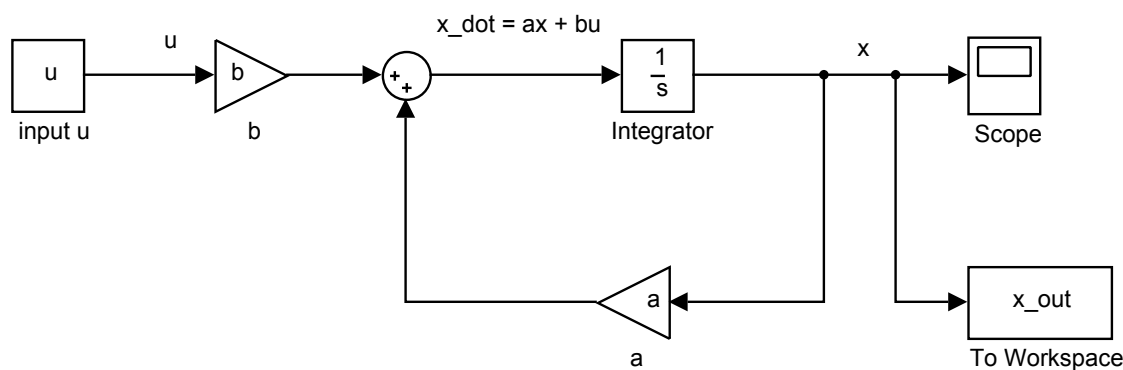 x_dot = ax + bu
u
x
u
b
+
+
1
s
input u
b
Integrator
Scope
a
x_out
a
To Workspace